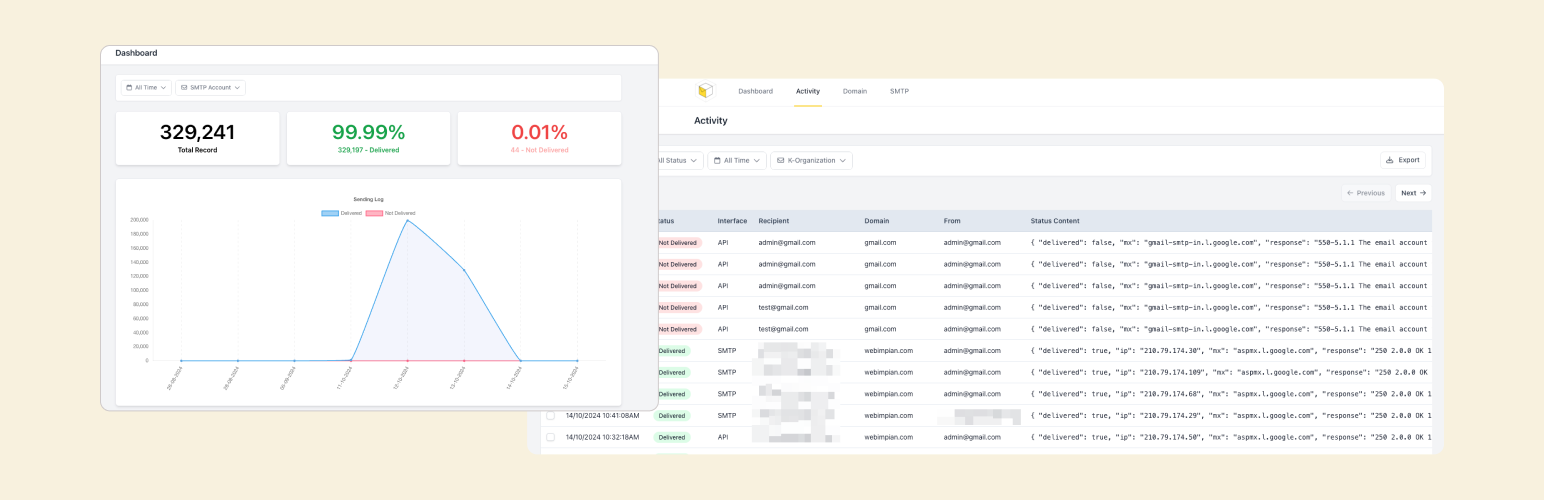 Dashboard
All Time
SMTP Account
329,241
Total Record
99.99%
329,197 - Delivered
0.01%
44 - Not Delivered
Sending Log
Delivered
Not Delivered
200,000
180,000
160,000
140,000
120,000
100,000
80,000
60,000
40,000
20,000
0
11-10-2024
12-10-2024
13-10-2024
14-10-2024
15-10-2024
Dashboard Activity Domain SMTP
Activity
All Status All Time K-Organization Export
Previous Next
Interface Recipient Domain From Status Content
Not Delivered API admin@gmail.com gmail.com admin@gmail.com { "delivered": false, "mx": "gmail-smtp-in.l.google.com", "response": "550-5.1.1 The email account
Not Delivered API admin@gmail.com gmail.com admin@gmail.com { "delivered": false, "mx": "gmail-smtp-in.l.google.com", "response": "550-5.1.1 The email account
Not Delivered API admin@gmail.com gmail.com admin@gmail.com { "delivered": false, "mx": "gmail-smtp-in.l.google.com", "response": "550-5.1.1 The email account
Not Delivered API test@gmail.com gmail.com admin@gmail.com { "delivered": false, "mx": "gmail-smtp-in.l.google.com", "response": "550-5.1.1 The email account
Not Delivered API test@gmail.com gmail.com admin@gmail.com { "delivered": false, "mx": "gmail-smtp-in.l.google.com", "response": "550-5.1.1 The email account
Delivered SMTP webimpian.com admin@gmail.com { "delivered": true, "ip": "210.79.174.30", "mx": "aspmx.l.google.com", "response": "250 2.0.0 OK 1
Delivered SMTP webimpian.com admin@gmail.com { "delivered": true, "ip": "210.79.174.109", "mx": "aspmx.l.google.com", "response": "250 2.0.0 OK
Delivered SMTP webimpian.com admin@gmail.com { "delivered": true, "ip": "210.79.174.68", "mx": "aspmx.l.google.com", "response": "250 2.0.0 OK 1
14/10/2024 10:41:08AM Delivered SMTP webimpian.com { "delivered": true, "ip": "210.79.174.29", "mx": "aspmx.l.google.com", "response": "250 2.0.0 OK 1
14/10/2024 10:32:18AM Delivered API webimpian.com admin@gmail.com { "delivered": true, "ip": "210.79.174.50", "mx": "aspmx.l.google.com", "response": "250 2.0.0 OK 1